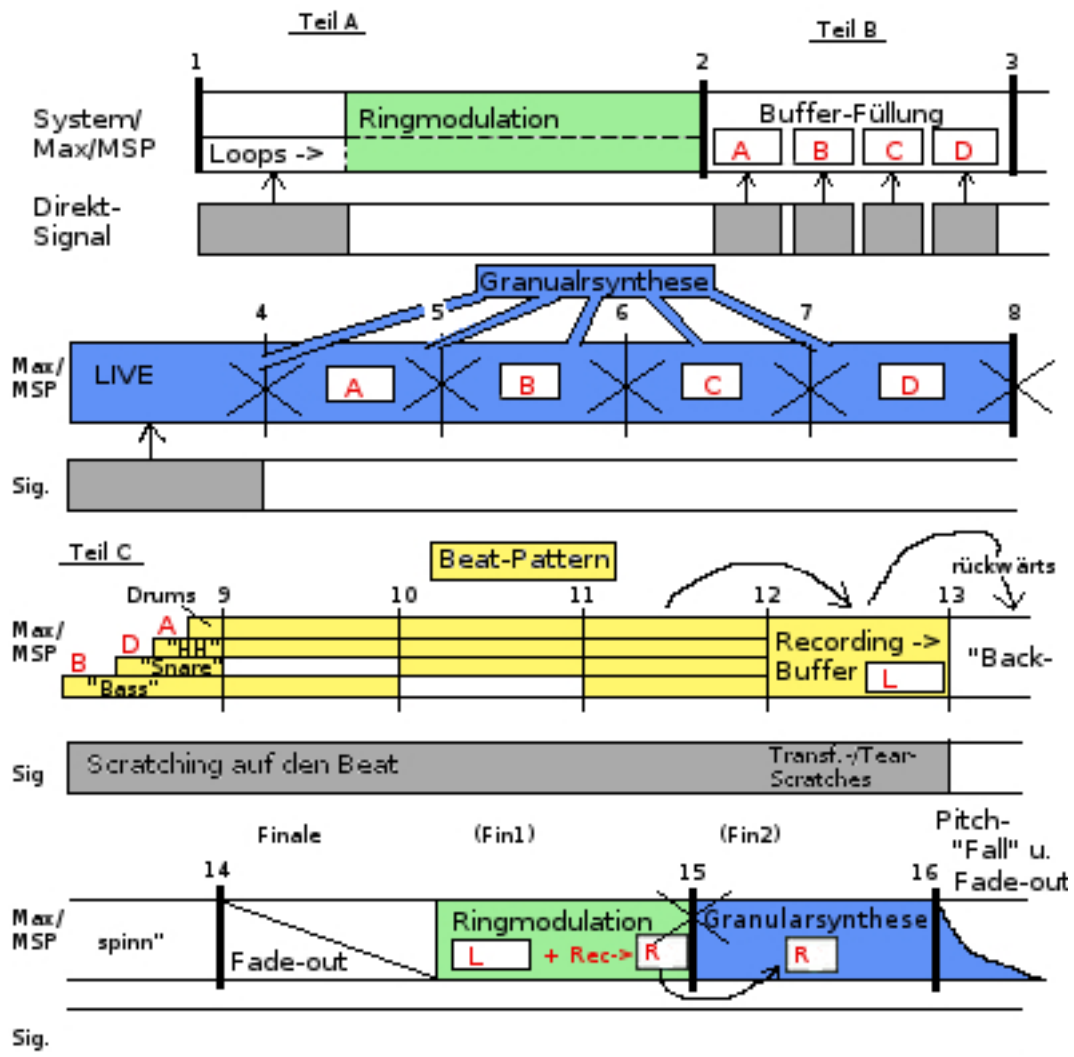 Teil A
Teil B
1
2
3
System/
Max/MSP
Ringmodulation
Loops ->
Buffer-Füllung
A
B
C
D
Direkt-
Signal
Granualrsynthese
4
5
6
7
8
Max/
MSP
LIVE
A
B
C
D
Sig.
Teil C
Beat-Pattern
rückwärts
Drums
9
10
11
12
13
Max/
MSP
A
"HH"
D
"Snare"
B
"Bass"
Recording ->
Buffer
L
"Back-
Sig
Scratching auf den Beat
Transf.-/Tear-
Scratches
Finale
(Fin1)
(Fin2)
Pitch-
"Fall" u.
Fade-out
14
15
16
Max/
MSP
spinn"
Fade-out
Ringmodulation
L + Rec-> R
Granularsynthese
R
Sig.